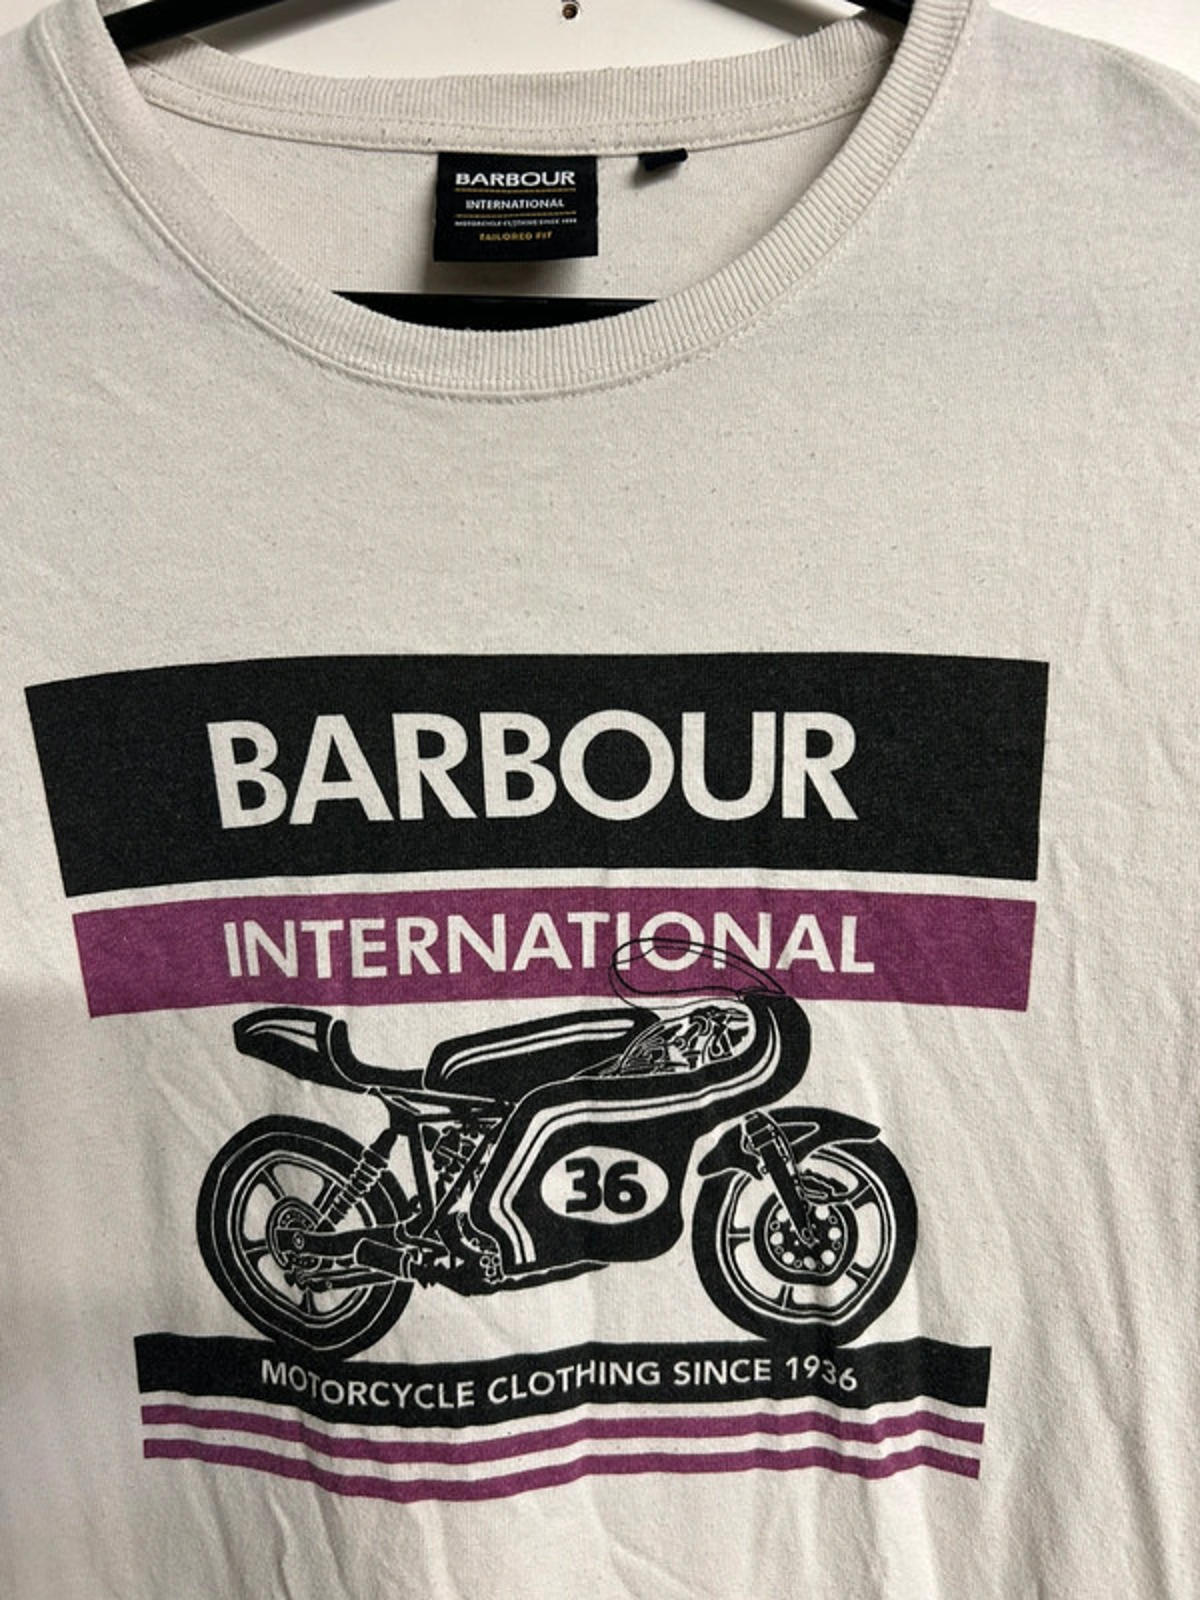 BARBOUR
INTERNATIONAL
MOTORCYCLE CLOTHING SINCE 1936
TAILORED FIT
BARBOUR
INTERNATIONAL
36
MOTORCYCLE CLOTHING SINCE 1936